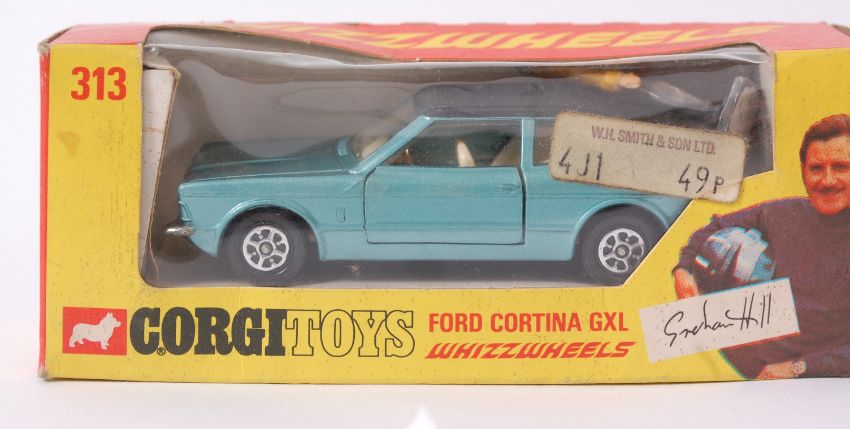 WHIZZWHEELS
313
W.H. SMITH & SON LTD.
4J1 49P
CORGI TOYS
®
FORD CORTINA GXL
WHIZZWHEELS
Graham Hill